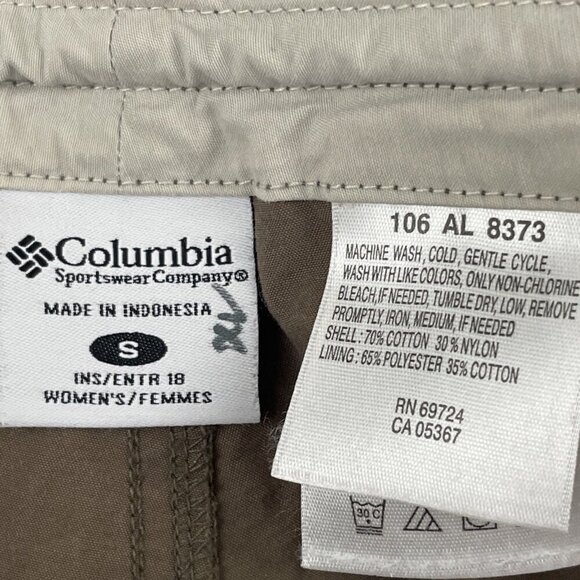 Columbia
Sportswear Company®
MADE IN INDONESIA
S
INS/ENTR 18
WOMEN'S/FEMMES
106 AL 8373
MACHINE WASH, COLD, GENTLE CYCLE,
WASH WITH LIKE COLORS, ONLY NON-CHLORINE
BLEACH, IF NEEDED, TUMBLE DRY, LOW, REMOVE
PROMPTLY, IRON, MEDIUM, IF NEEDED
SHELL : 70% COTTON 30% NYLON
LINING : 65% POLYESTER 35% COTTON
RN 69724
CA 05367
30 C